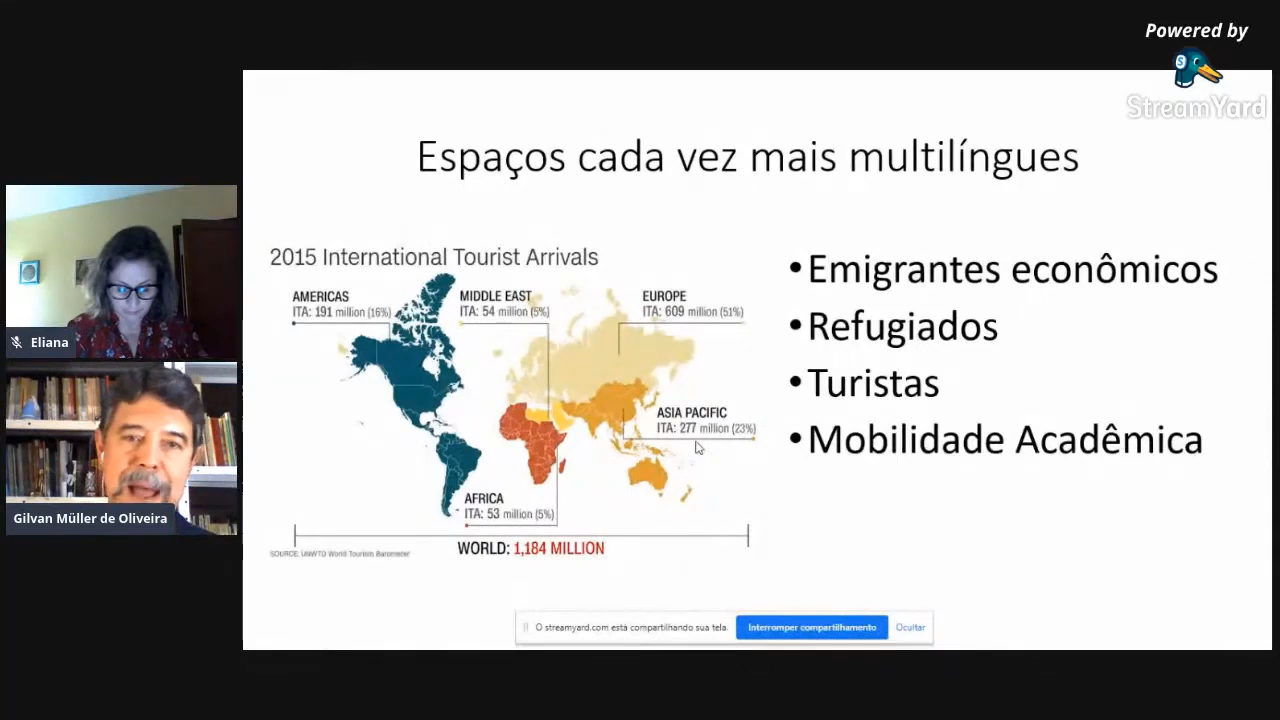 Powered by
StreamYard
Espaços cada vez mais multilíngues
2015 International Tourist Arrivals
AMERICAS
ITA: 191 million (16%)
MIDDLE EAST
ITA: 54 million (5%)
EUROPE
ITA: 609 million (51%)
ASIA PACIFIC
ITA: 277 million (23%)
AFRICA
ITA: 53 million (5%)
WORLD: 1,184 MILLION
SOURCE: UNWTO World Tourism Barometer
•Emigrantes econômicos
•Refugiados
•Turistas
•Mobilidade Acadêmica
Eliana
Gilvan Müller de Oliveira
O streamyard.com está compartilhando sua tela.
Interromper compartilhamento
Ocultar